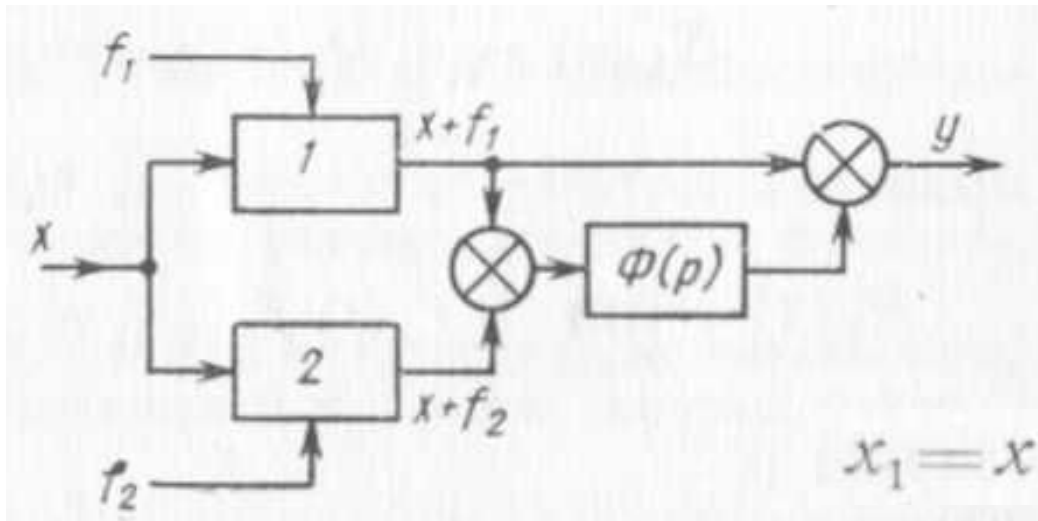 f₁
x+f₁
1
y
x
Φ(p)
2
x+f₂
f₂
x₁ = x